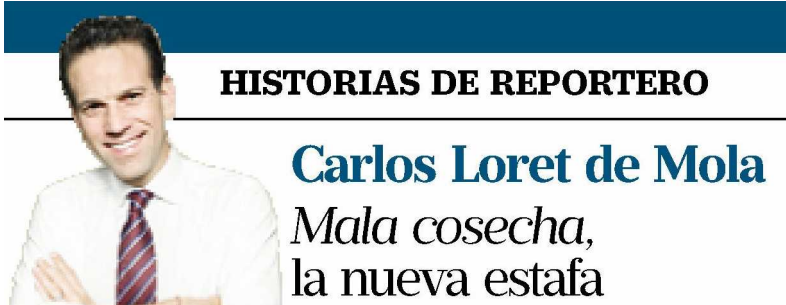 HISTORIAS DE REPORTERO
Carlos Loret de Mola
Mala cosecha,
la nueva estafa